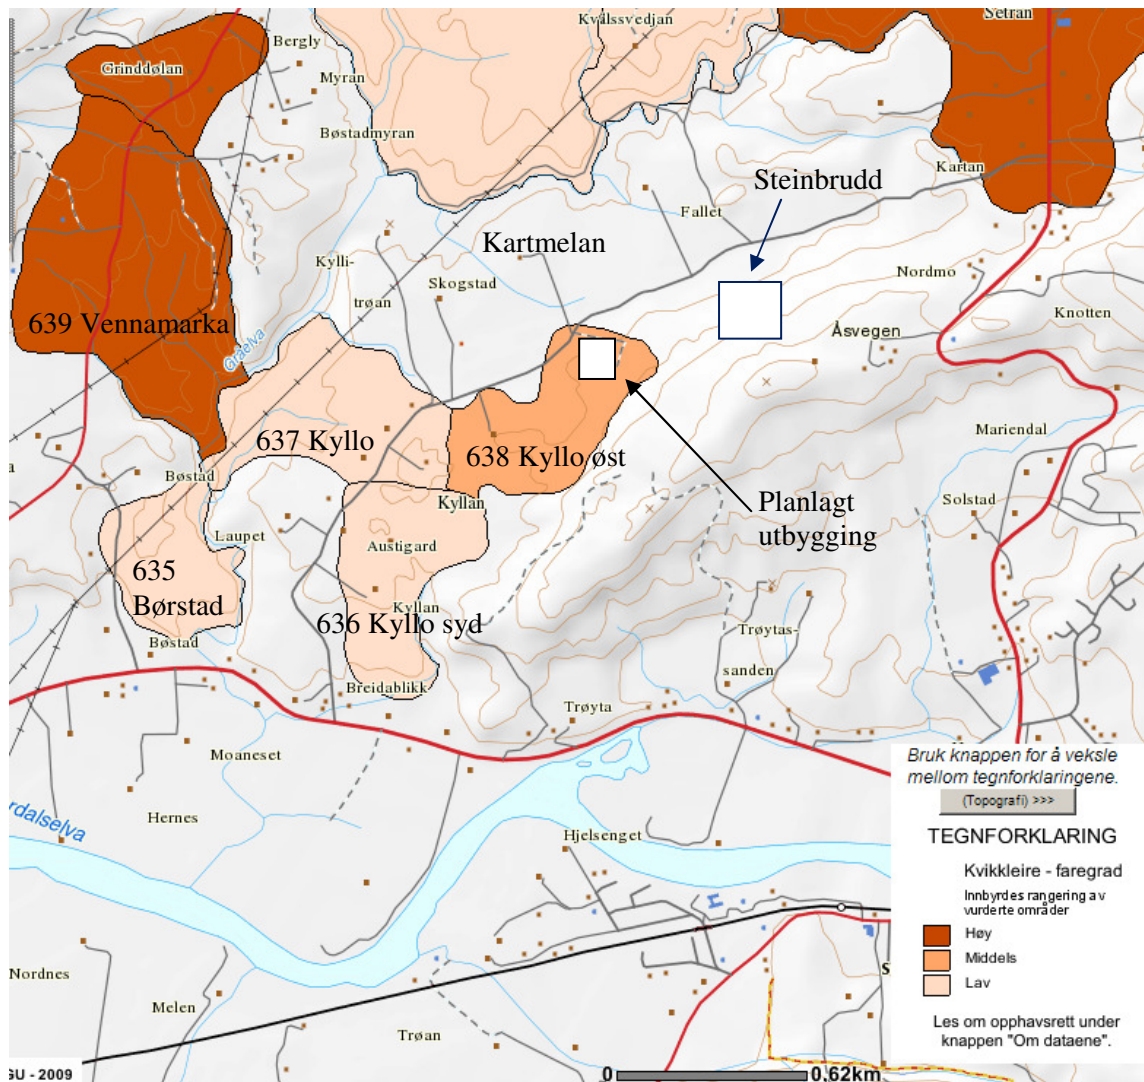 Setran
Kvålssvedjan
Bergly
Grinddølan
Myran
Bøstadmyran
Kartan
Steinbrudd
Fallet
Kartmelan
Kylli-
trøan
Skogstad
Nordmo
Knotten
639 Vennamarka
Åsvegen
Gråelva
Mariendal
637 Kyllo
638 Kyllo øst
Bøstad
Kyllan
Solstad
Planlagt
utbygging
Laupet
Austigard
635
Børstad
Kyllan
636 Kyllo syd
Bøstad
Trøytas-
sanden
Breidablikk
Trøyta
Moaneset
rdalselva
Hernes
Hjelsenget
Nordnes
Melen
Trøan
S
GU - 2009
0
0,62km
Bruk knappen for å veksle
mellom tegnforklaringene.
(Topografi) >>>
TEGNFORKLARING
Kvikkleire - faregrad
Innbyrdes rangering av
vurderte områder
Høy
Middels
Lav
Les om opphavsrett under
knappen "Om dataene".